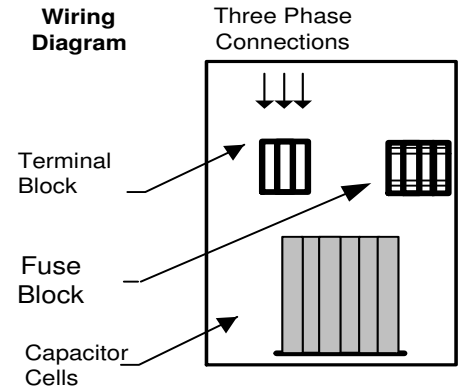 Wiring
Diagram
Three Phase
Connections
Terminal
Block
Fuse
Block
Capacitor
Cells